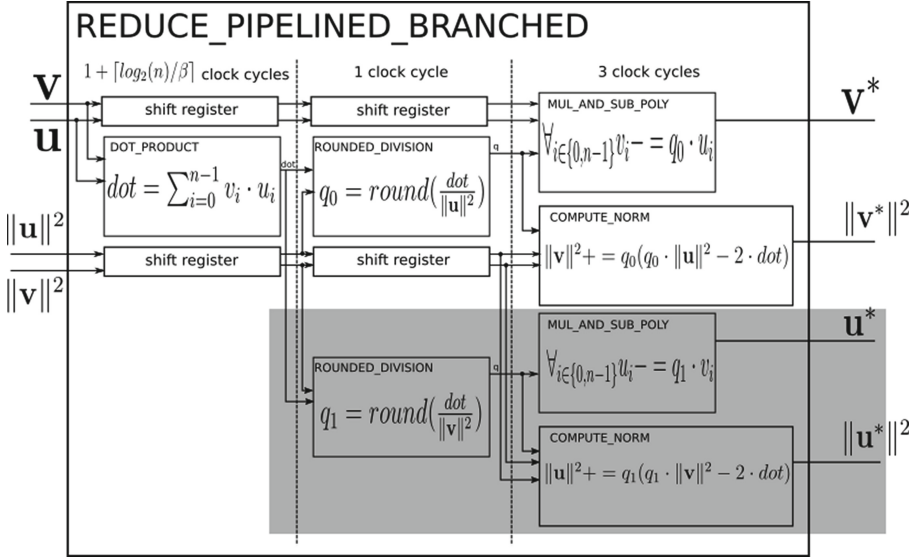 REDUCE_PIPELINED_BRANCHED
1 + ⌈log₂(n)/β⌉ clock cycles
1 clock cycle
3 clock cycles
v
u
shift register
shift register
MUL_AND_SUB_POLY
∀i∈{0,n−1}vi− = q₀ · ui
v*
DOT_PRODUCT
dot = ∑ⁿ⁻¹ᵢ₌₀ vi · ui
dot
ROUNDED_DIVISION
q₀ = round(dot/‖u‖²)
q
‖u‖²
‖v‖²
shift register
shift register
COMPUTE_NORM
‖v‖²+ = q₀(q₀ · ‖u‖² − 2 · dot)
‖v*‖²
MUL_AND_SUB_POLY
∀i∈{0,n−1}ui− = q₁ · vi
u*
ROUNDED_DIVISION
q₁ = round(dot/‖v‖²)
q
COMPUTE_NORM
‖u‖²+ = q₁(q₁ · ‖v‖² − 2 · dot)
‖u*‖²